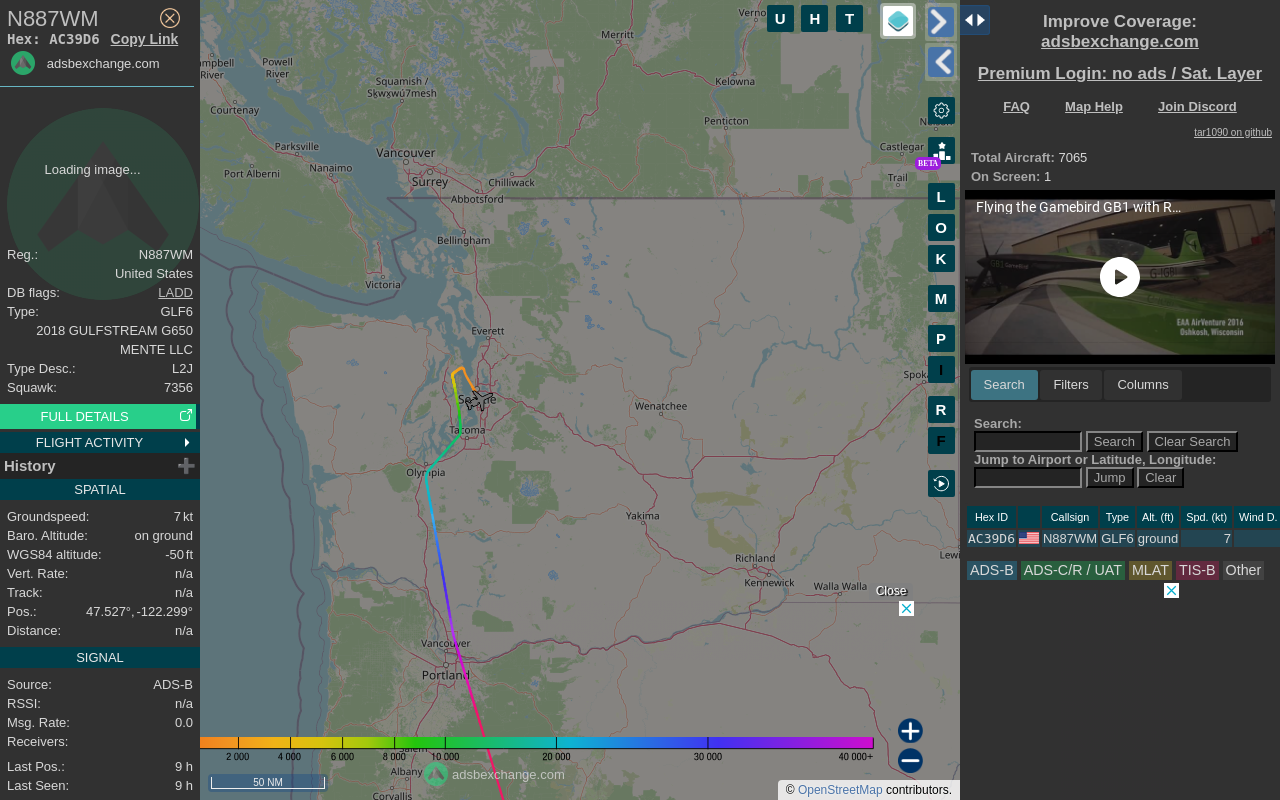 N887WM
Hex: AC39D6 Copy Link
adsbexchange.com
Loading image...
Reg.: N887WM
United States
DB flags: LADD
Type: GLF6
2018 GULFSTREAM G650
MENTE LLC
Type Desc.: L2J
Squawk: 7356
FULL DETAILS
FLIGHT ACTIVITY
History
SPATIAL
Groundspeed: 7 kt
Baro. Altitude: on ground
WGS84 altitude: -50 ft
Vert. Rate: n/a
Track: n/a
Pos.: 47.527°, -122.299°
Distance: n/a
SIGNAL
Source: ADS-B
RSSI: n/a
Msg. Rate: 0.0
Receivers:
Last Pos.: 9 h
Last Seen: 9 h
River
Powell
River
Courtenay
Squamish /
Sḵwx̱wú7mesh
Merritt
Kelowna
Penticton
Parksville
Nanaimo
Port Alberni
Vancouver
Surrey
Chilliwack
Abbotsford
Castlegar
Trail
Bellingham
Victoria
Everett
Tacoma
Olympia
Wenatchee
Yakima
Richland
Kennewick
Walla Walla
Vancouver
Portland
Albany
Corvallis
U H T
BETA
L
O
K
M
P
I
R
F
Close
2 000 4 000 6 000 8 000 10 000 20 000 30 000 40 000+
50 NM
adsbexchange.com
© OpenStreetMap contributors.
Improve Coverage:
adsbexchange.com
Premium Login: no ads / Sat. Layer
FAQ Map Help Join Discord
tar1090 on github
Total Aircraft: 7065
On Screen: 1
Flying the Gamebird GB1 with R...
EAA AirVenture 2016
Oshkosh, Wisconsin
Search Filters Columns
Search:
Search Clear Search
Jump to Airport or Latitude, Longitude:
Jump Clear
Hex ID Callsign Type Alt. (ft) Spd. (kt) Wind D.
AC39D6 N887WM GLF6 ground 7
ADS-B ADS-C/R / UAT MLAT TIS-B Other